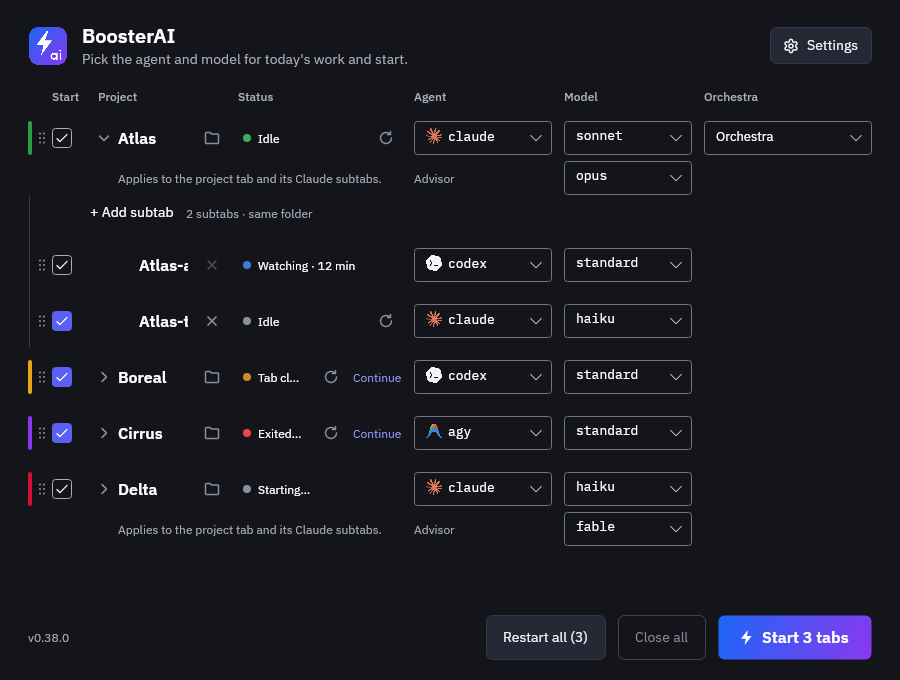 ai
BoosterAI
Pick the agent and model for today's work and start.
Settings
Start Project Status Agent Model Orchestra
Atlas Idle claude sonnet Orchestra
Applies to the project tab and its Claude subtabs. Advisor opus
+ Add subtab 2 subtabs · same folder
Atlas- Watching · 12 min codex standard
Atlas-t Idle claude haiku
Boreal Tab cl... Continue codex standard
Cirrus Exited... Continue agy standard
Delta Starting... claude haiku
Applies to the project tab and its Claude subtabs. Advisor fable
v0.38.0 Restart all (3) Close all Start 3 tabs